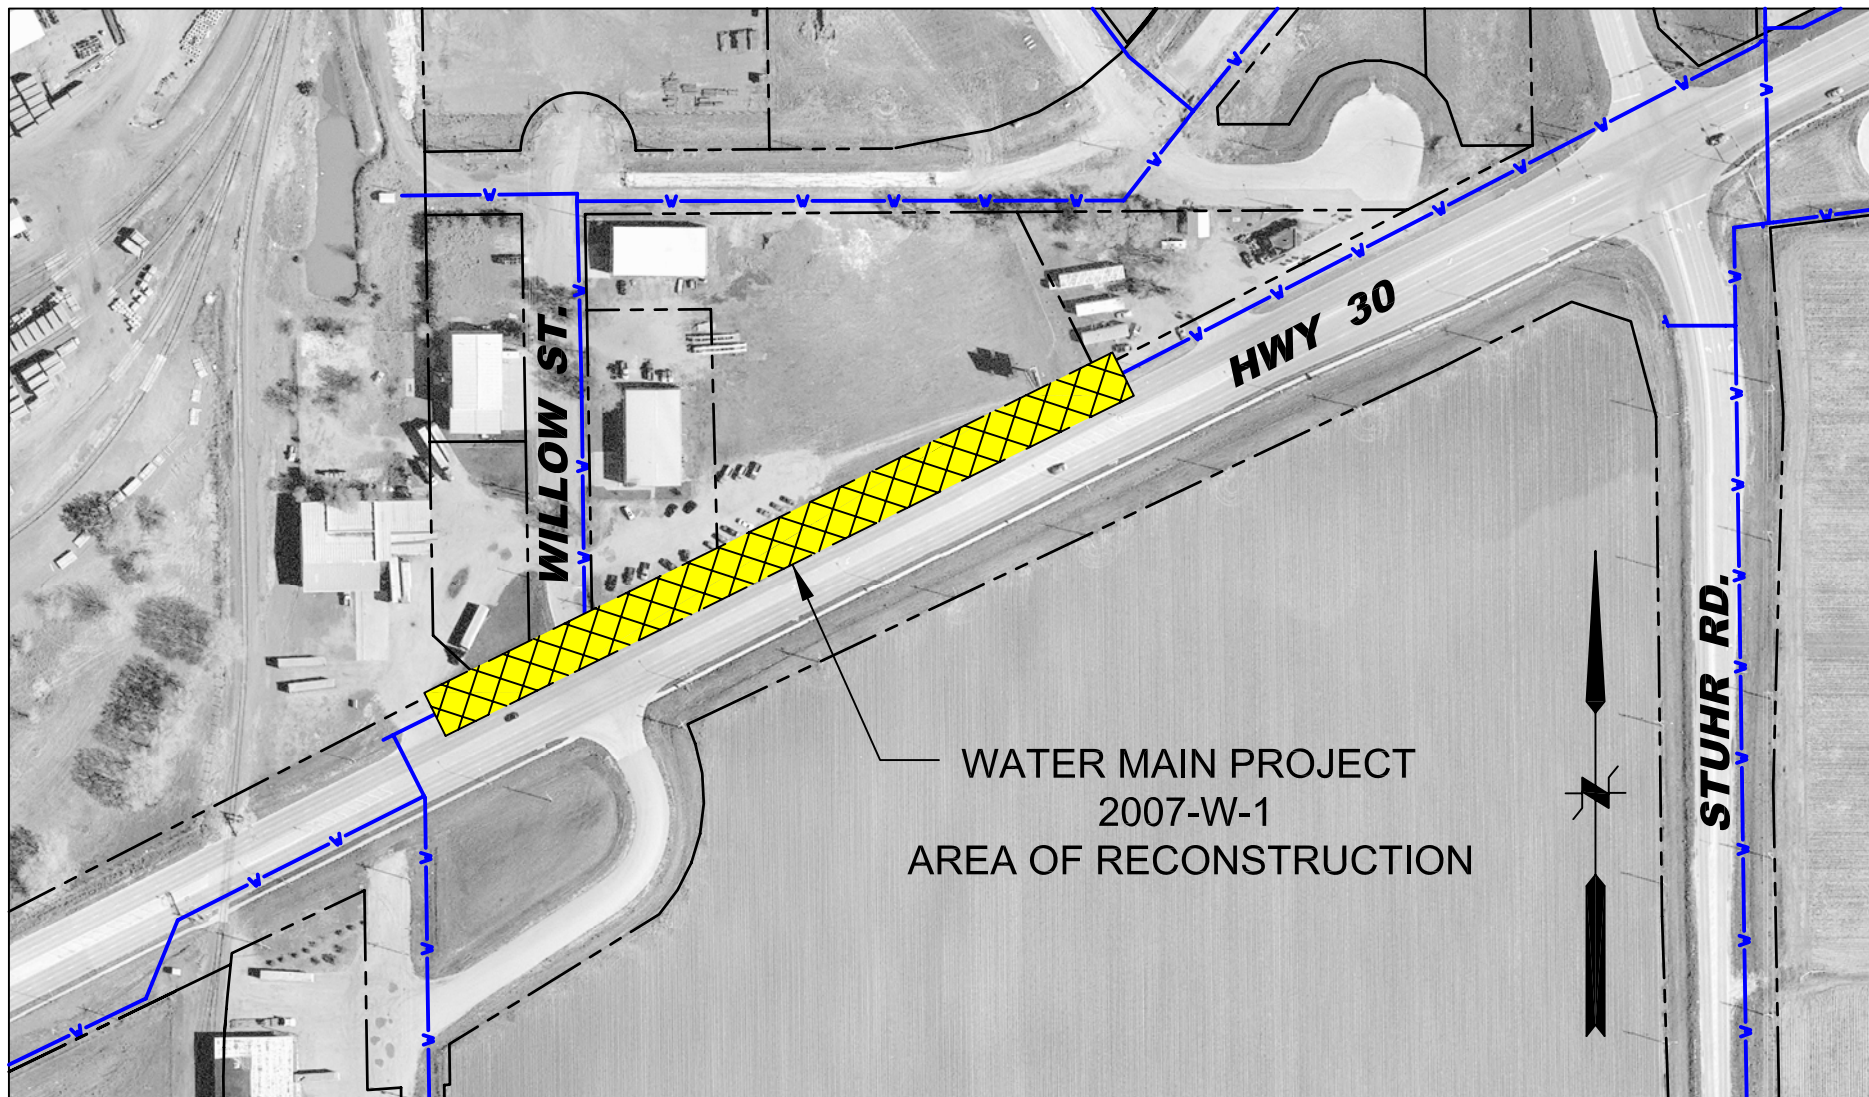 WILLOW ST.
HWY 30
STUHR RD.
WATER MAIN PROJECT
2007-W-1
AREA OF RECONSTRUCTION